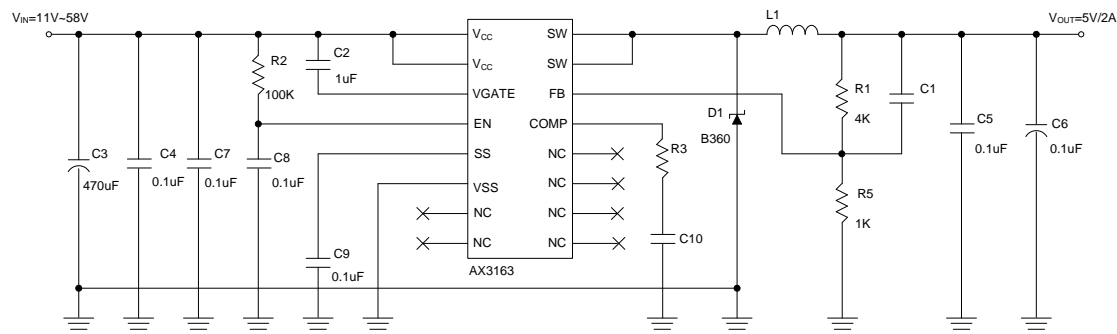 VIN=11V~58V
L1
VOUT=5V/2A
VCC
SW
C2
1uF
R2
100K
VCC
SW
VGATE
FB
R1
4K
C1
D1
B360
EN
COMP
C5
0.1uF
C6
0.1uF
C3
470uF
C4
0.1uF
C7
0.1uF
C8
0.1uF
SS
NC
R3
VSS
NC
R5
1K
NC
NC
NC
NC
C9
0.1uF
C10
AX3163